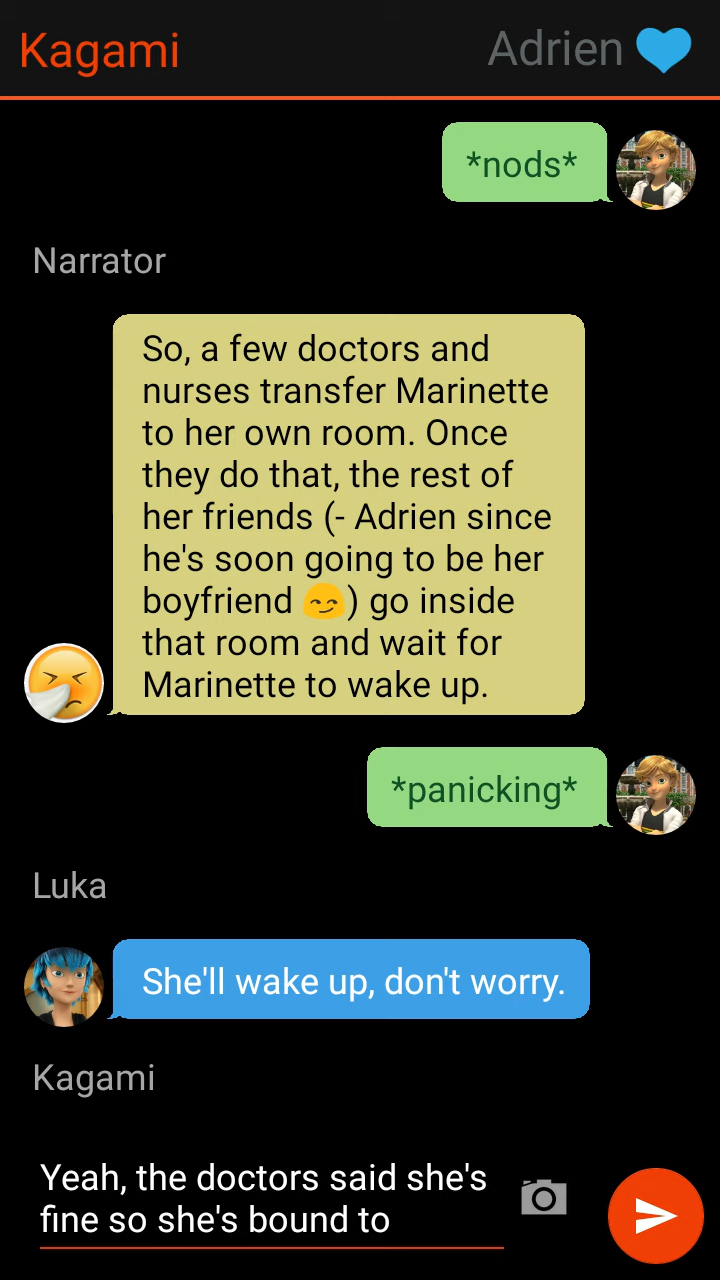 Kagami
Adrien
*nods*
Narrator
So, a few doctors and
nurses transfer Marinette
to her own room. Once
they do that, the rest of
her friends (- Adrien since
he's soon going to be her
boyfriend 😏) go inside
that room and wait for
Marinette to wake up.
*panicking*
Luka
She'll wake up, don't worry.
Kagami
Yeah, the doctors said she's
fine so she's bound to